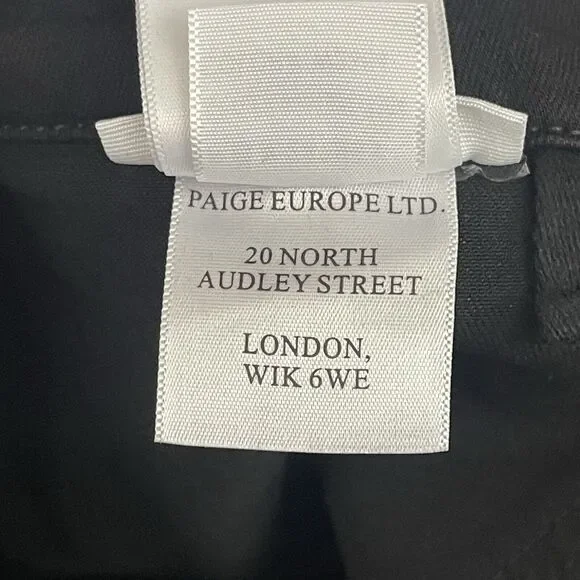 PAIGE EUROPE LTD.
20 NORTH
AUDLEY STREET
LONDON,
WIK 6WE